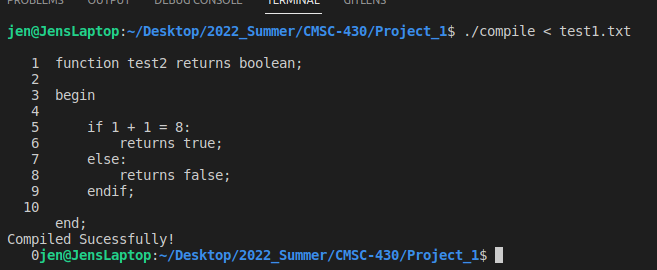 PROBLEMS OUTPUT DEBUG CONSOLE TERMINAL GITLENS
jen@JensLaptop:~/Desktop/2022_Summer/CMSC-430/Project_1$ ./compile < test1.txt
1 function test2 returns boolean;
2
3 begin
4
5 if 1 + 1 = 8:
6 returns true;
7 else:
8 returns false;
9 endif;
10
end;
Compiled Sucessfully!
0jen@JensLaptop:~/Desktop/2022_Summer/CMSC-430/Project_1$